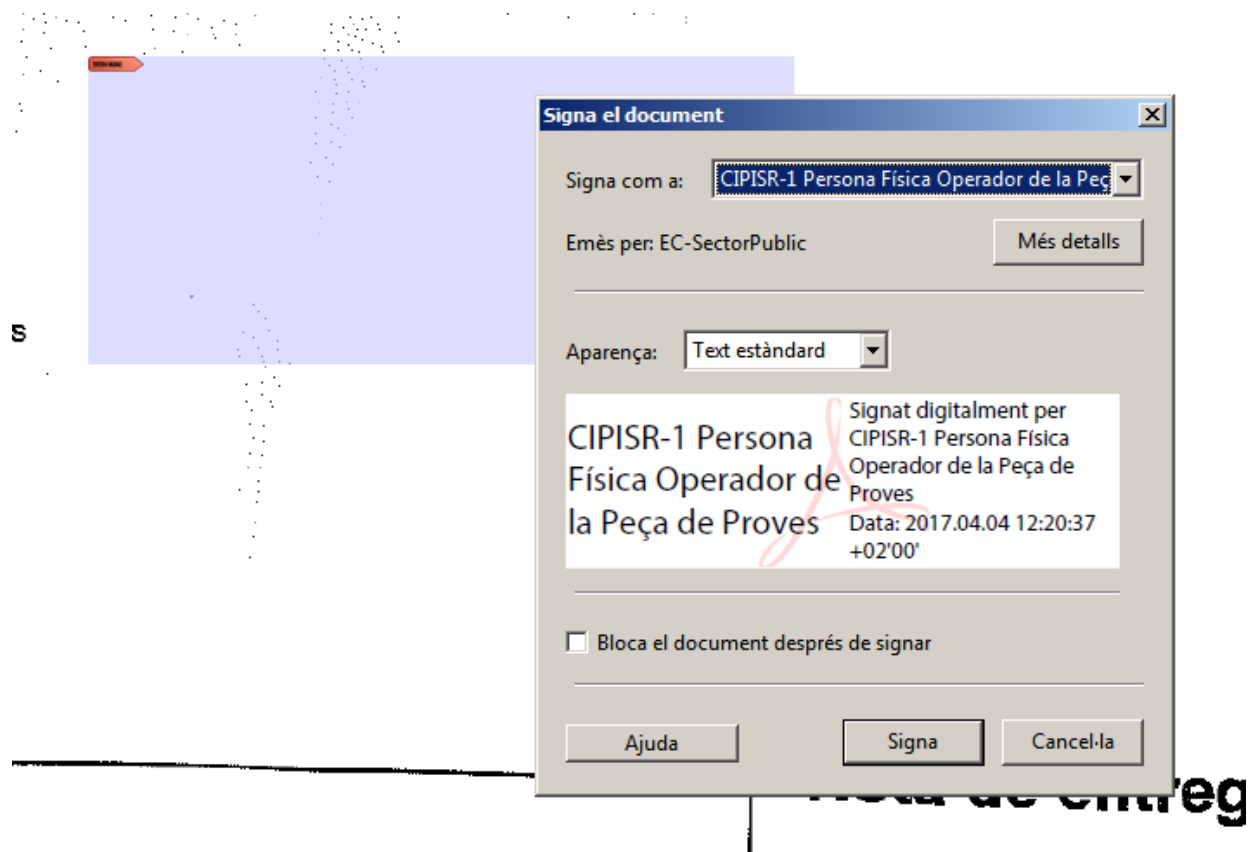 Signa el document
Signa com a: CIPISR-1 Persona Física Operador de la Peç
Emès per: EC-SectorPublic
Més detalls
s
Aparença: Text estàndard
CIPISR-1 Persona
Física Operador de
la Peça de Proves
Signat digitalment per
CIPISR-1 Persona Física
Operador de la Peça de
Proves
Data: 2017.04.04 12:20:37
+02'00'
Bloca el document després de signar
Ajuda
Signa
Cancel·la
de entreg